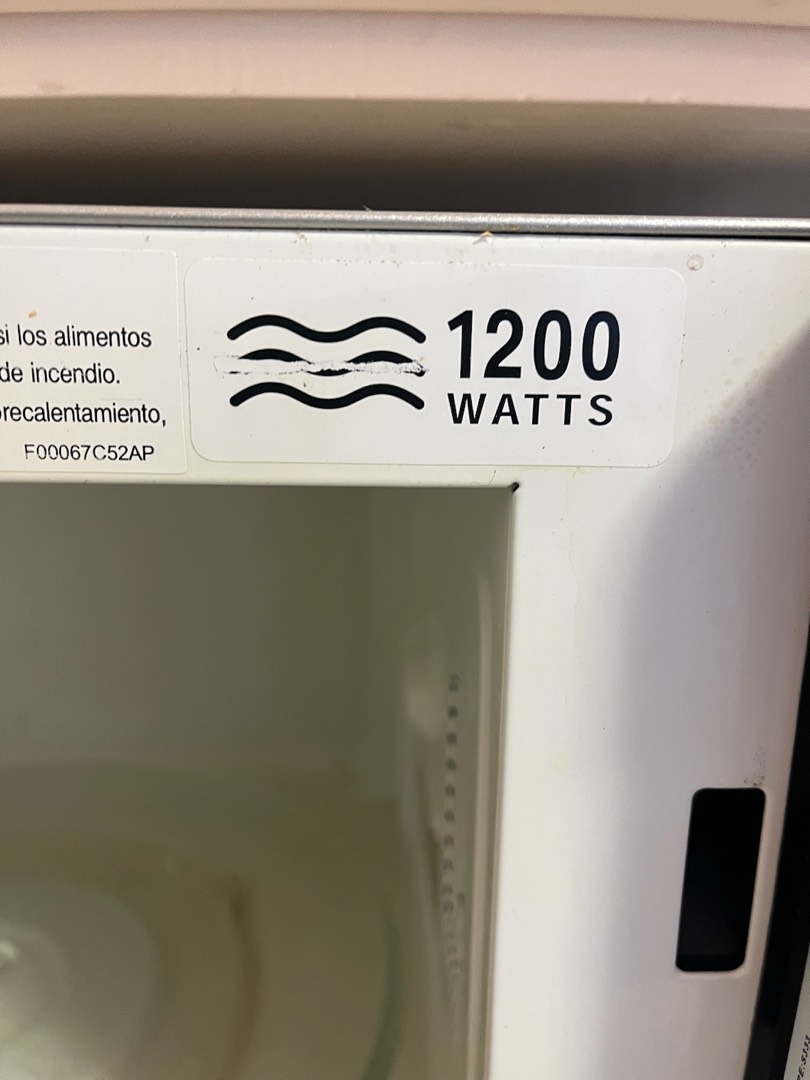 si los alimentos
de incendio.
recalentamiento,
F00067C52AP
1200
WATTS